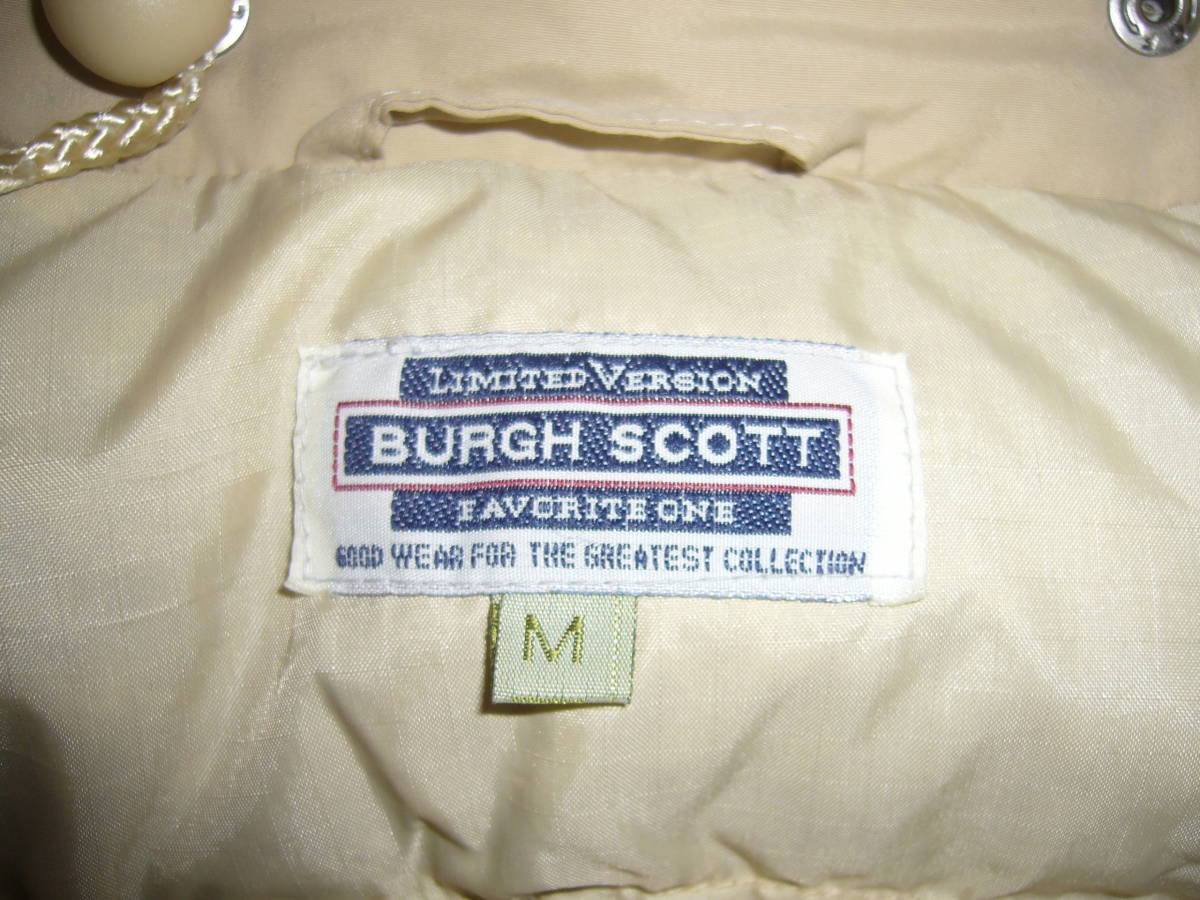 LIMITED VERSION
BURGH SCOTT
FAVORITE ONE
GOOD WEAR FOR THE GREATEST COLLECTION
M